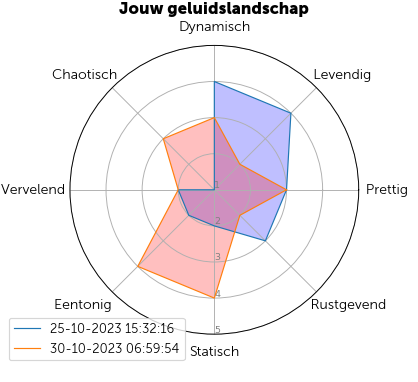 Jouw geluidslandschap
Dynamisch
Chaotisch
Levendig
Vervelend
1
Prettig
2
3
4
Eentonig
Rustgevend
5
Statisch
25-10-2023 15:32:16
30-10-2023 06:59:54